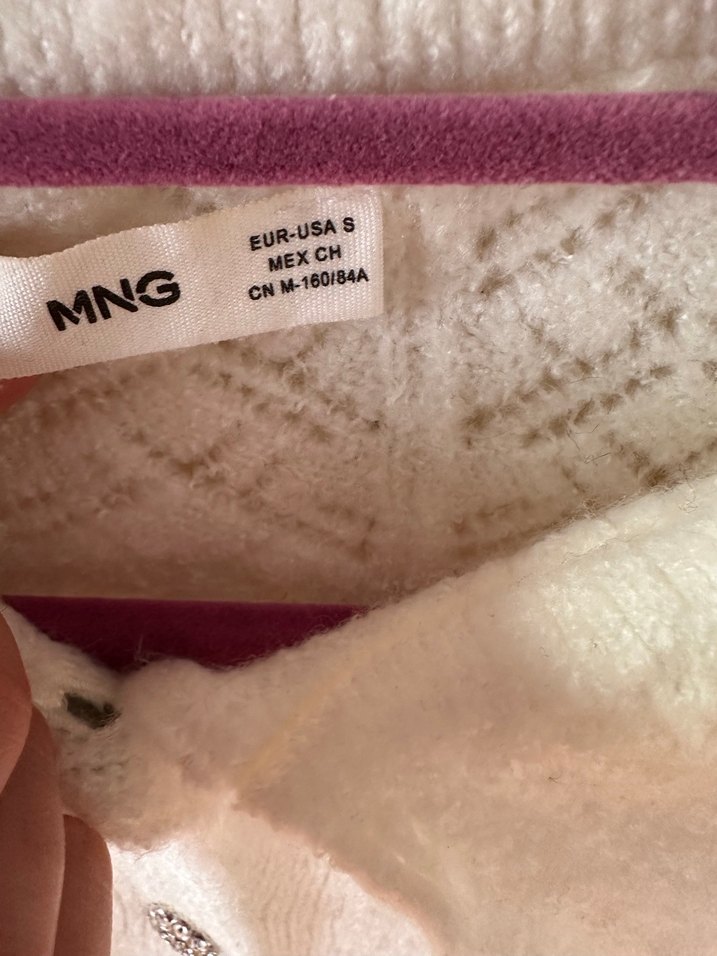 MNG
EUR-USA S
MEX CH
CN M-160/84A